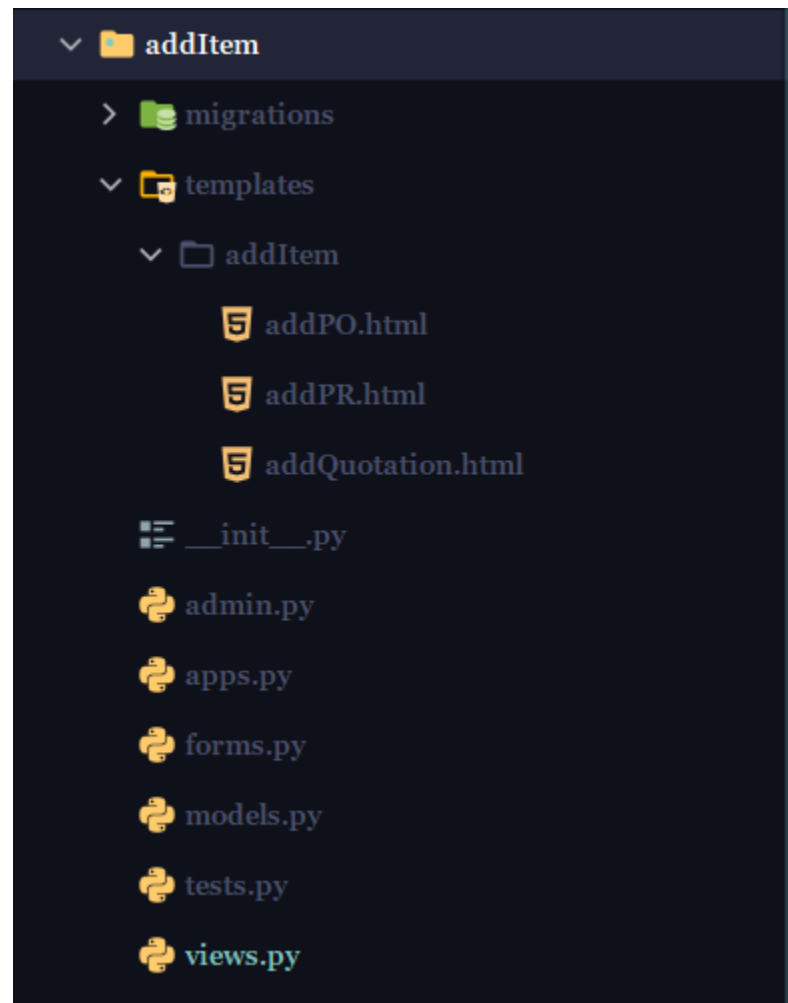 addItem
migrations
templates
addItem
addPO.html
addPR.html
addQuotation.html
__init__.py
admin.py
apps.py
forms.py
models.py
tests.py
views.py